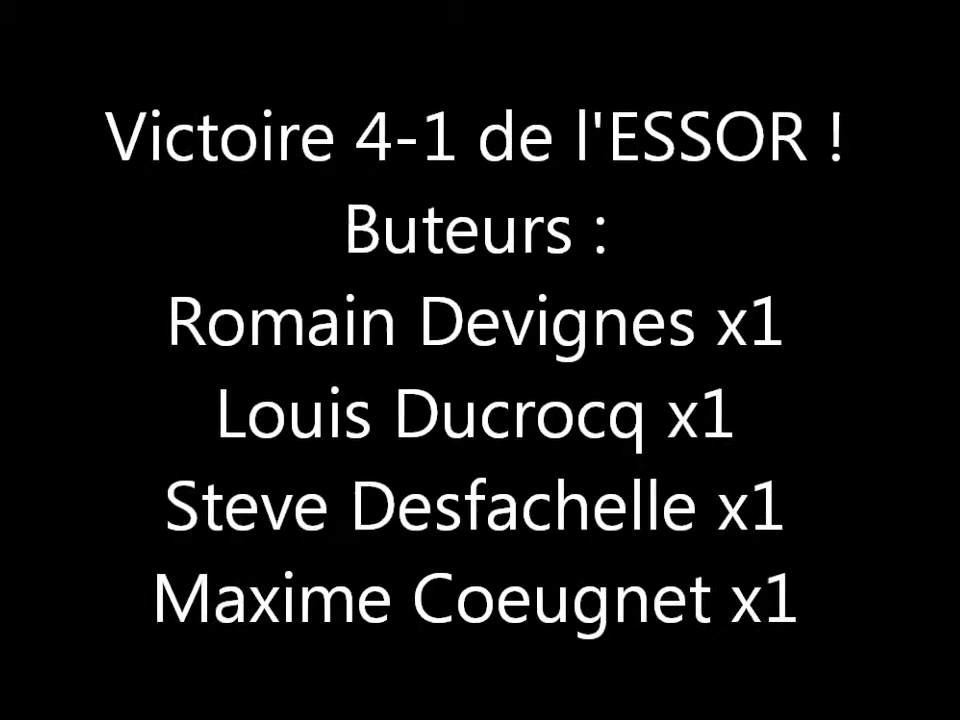 Victoire 4-1 de l'ESSOR !
Buteurs :
Romain Devignes x1
Louis Ducrocq x1
Steve Desfachelle x1
Maxime Coeugnet x1